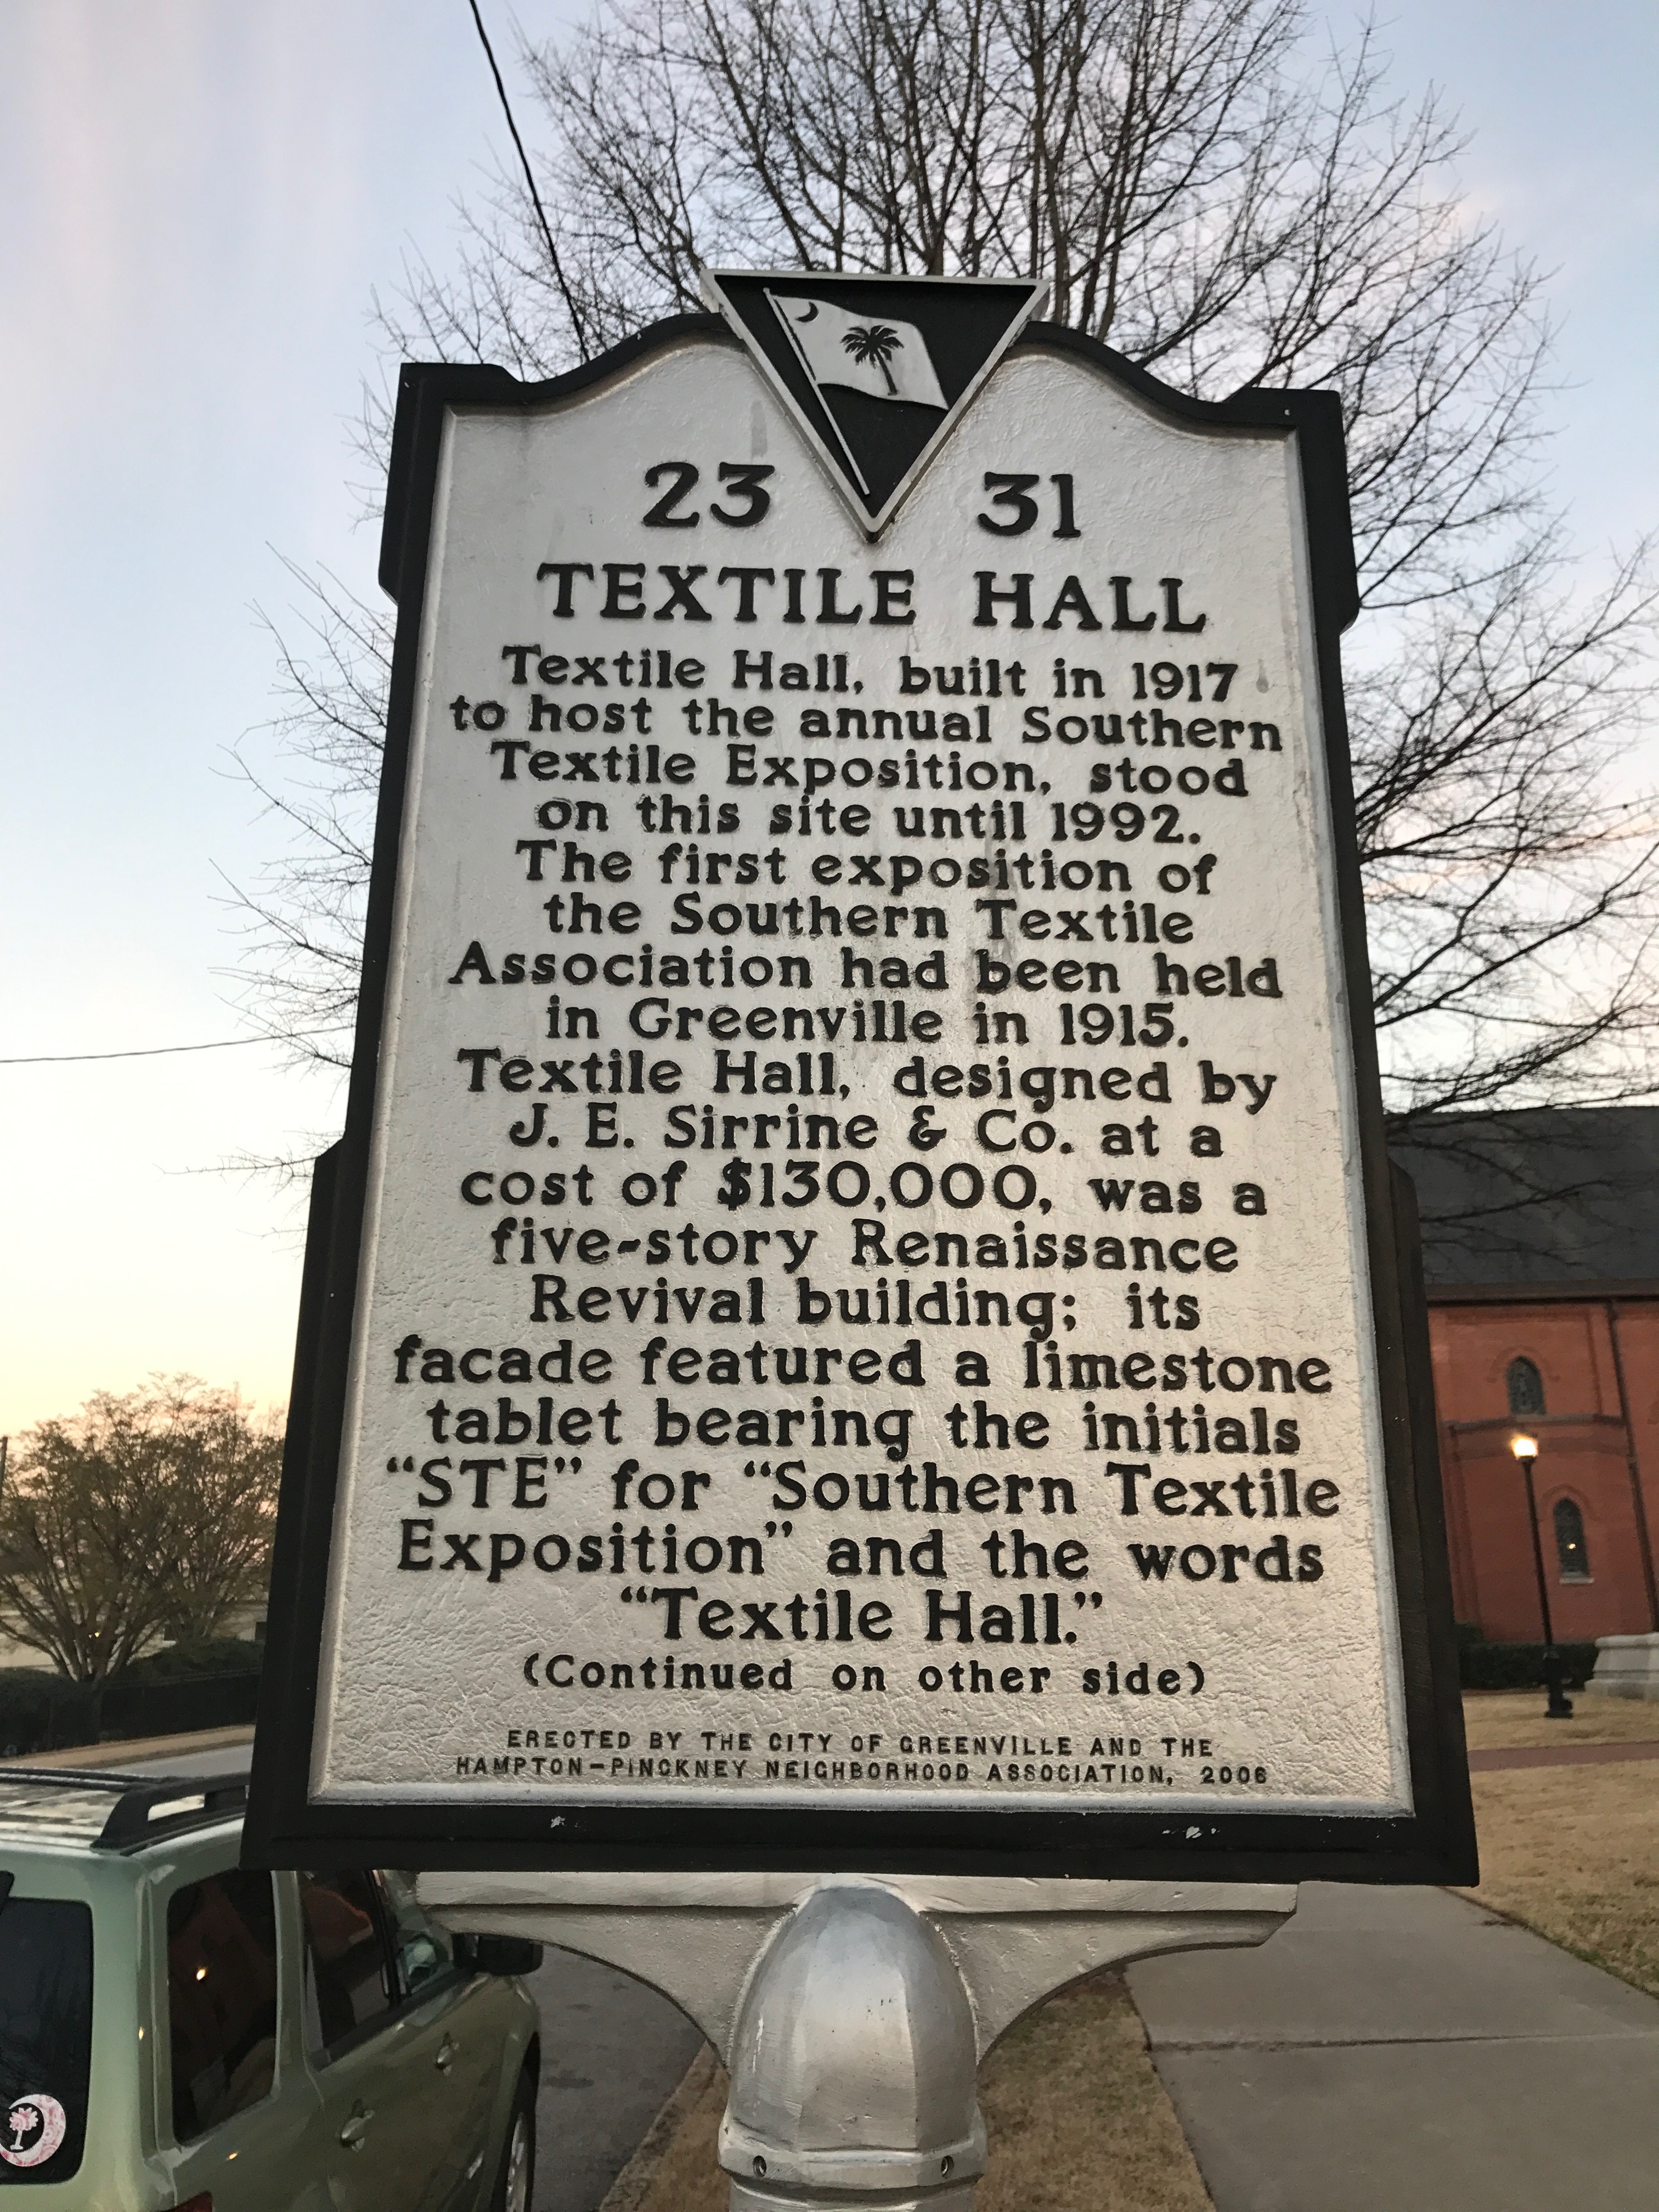 23 31
TEXTILE HALL
Textile Hall, built in 1917
to host the annual Southern
Textile Exposition, stood
on this site until 1992.
The first exposition of
the Southern Textile
Association had been held
in Greenville in 1915.
Textile Hall, designed by
J. E. Sirrine & Co. at a
cost of $130,000, was a
five-story Renaissance
Revival building; its
facade featured a limestone
tablet bearing the initials
“STE” for “Southern Textile
Exposition” and the words
“Textile Hall.”
(Continued on other side)
ERECTED BY THE CITY OF GREENVILLE AND THE
HAMPTON-PINCKNEY NEIGHBORHOOD ASSOCIATION, 2006